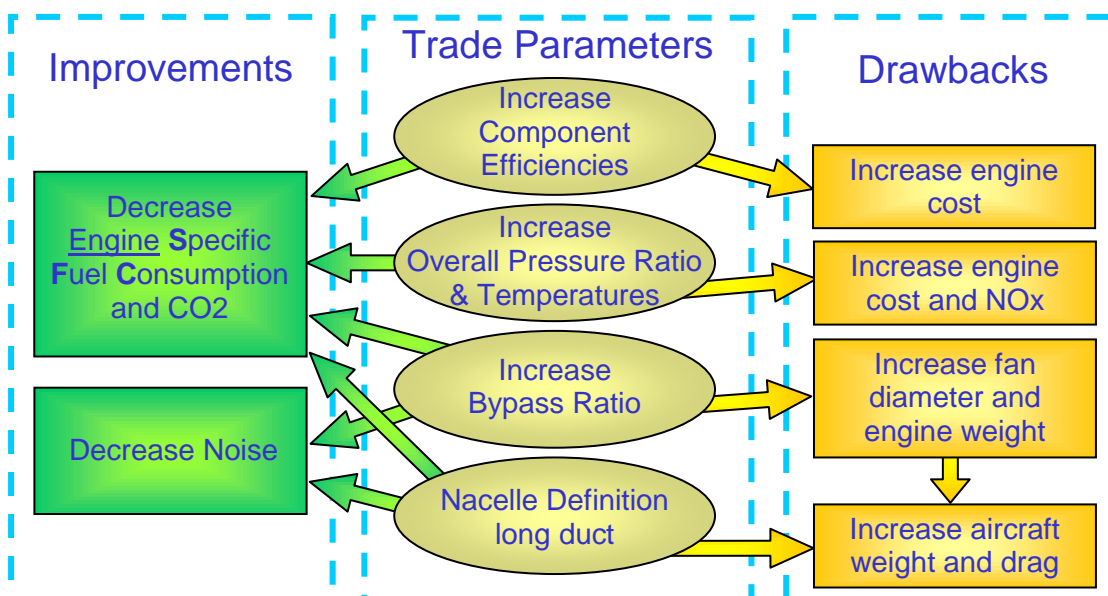 Improvements
Trade Parameters
Drawbacks
Decrease
Engine Specific
Fuel Consumption
and CO2
Decrease Noise
Increase
Component
Efficiencies
Increase
Overall Pressure Ratio
& Temperatures
Increase
Bypass Ratio
Nacelle Definition
long duct
Increase engine
cost
Increase engine
cost and NOx
Increase fan
diameter and
engine weight
Increase aircraft
weight and drag